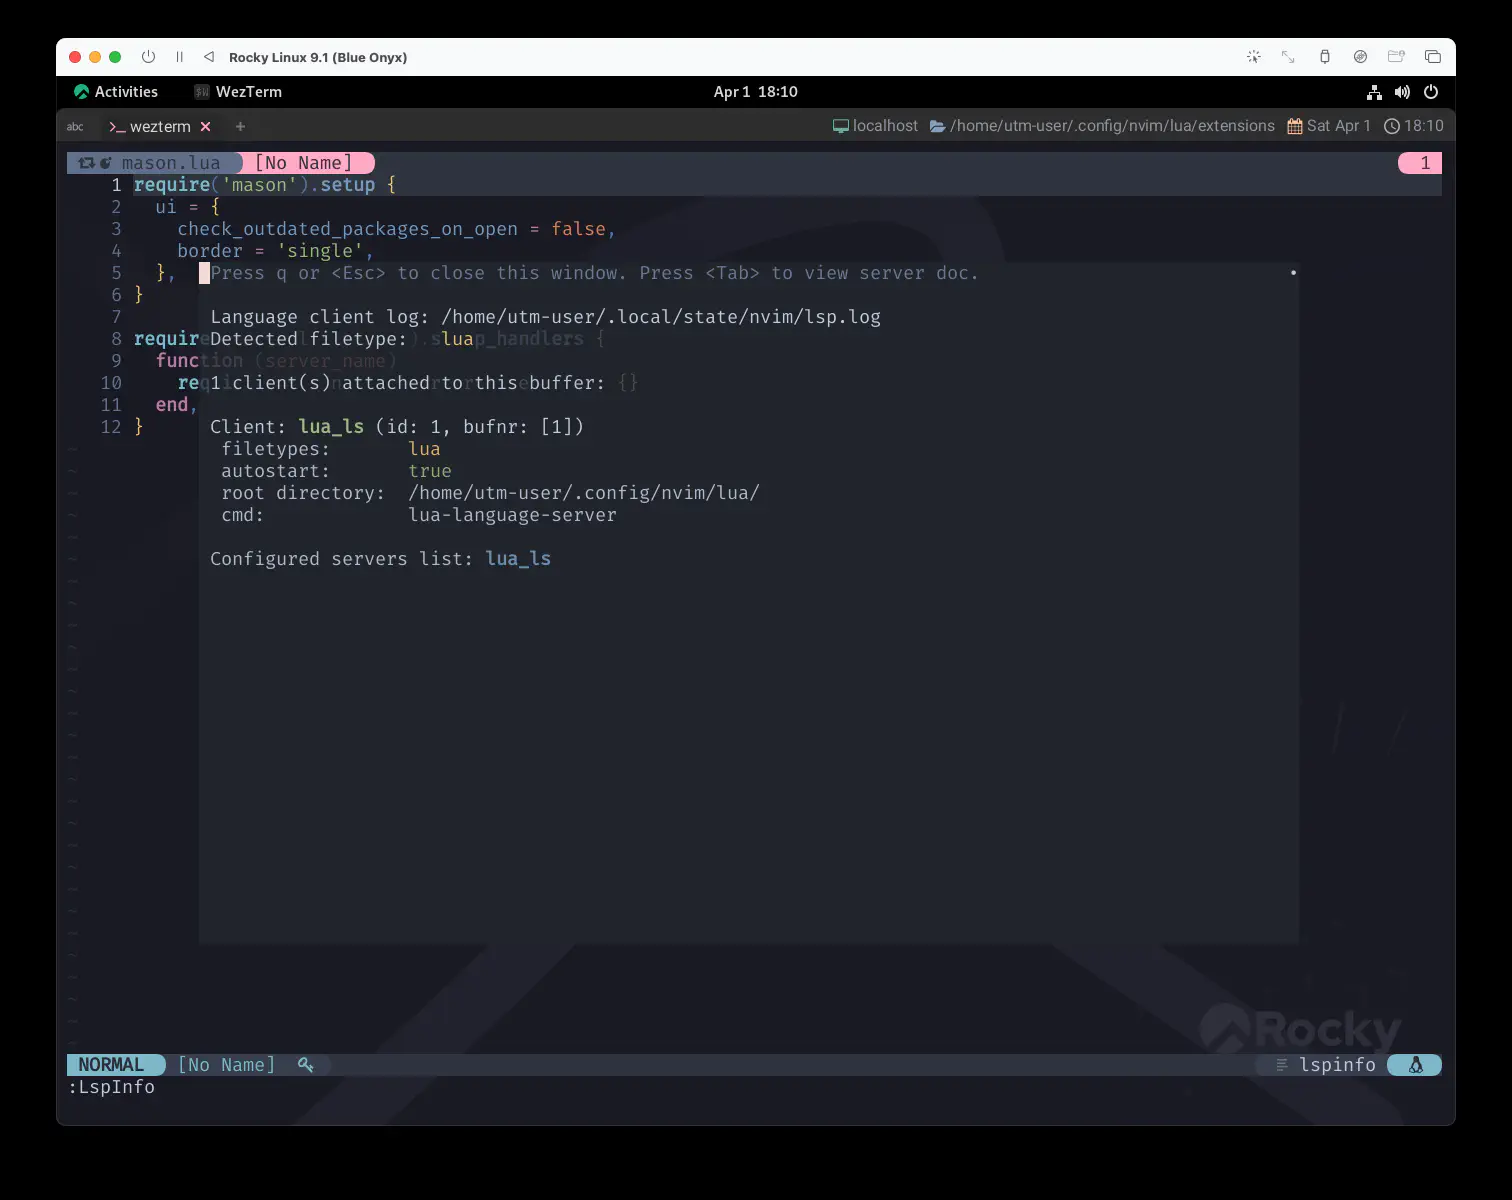 Rocky Linux 9.1 (Blue Onyx)
Activities WezTerm Apr 1 18:10
abc >_ wezterm × + localhost /home/utm-user/.config/nvim/lua/extensions Sat Apr 1 18:10
mason.lua [No Name] 1
1 require('mason').setup {
2 ui = {
3 check_outdated_packages_on_open = false,
4 border = 'single',
5 }, Press q or <Esc> to close this window. Press <Tab> to view server doc.
6 }
7 Language client log: /home/utm-user/.local/state/nvim/lsp.log
8 requir Detected filetype: lua p_handlers {
9 function (server_name)
10 req 1 client(s) attached to this buffer: {}
11 end,
12 } Client: lua_ls (id: 1, bufnr: [1])
filetypes: lua
autostart: true
root directory: /home/utm-user/.config/nvim/lua/
cmd: lua-language-server
Configured servers list: lua_ls
Rocky
NORMAL [No Name] lspinfo
:LspInfo